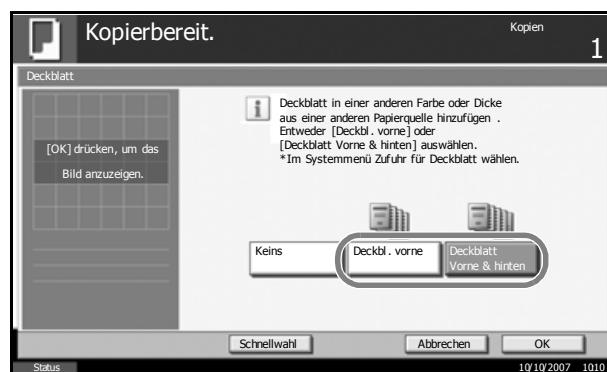 Kopierbereit.
Kopien
1
Deckblatt
[OK] drücken, um das
Bild anzuzeigen.
i
Deckblatt in einer anderen Farbe oder Dicke
aus einer anderen Papierquelle hinzufügen .
Entweder [Deckbl. vorne] oder
[Deckblatt Vorne & hinten] auswählen.
*Im Systemmenü Zufuhr für Deckblatt wählen.
Keins
Deckbl. vorne
Deckblatt
Vorne & hinten
Schnellwahl
Abbrechen
OK
Status
10/10/2007 1010